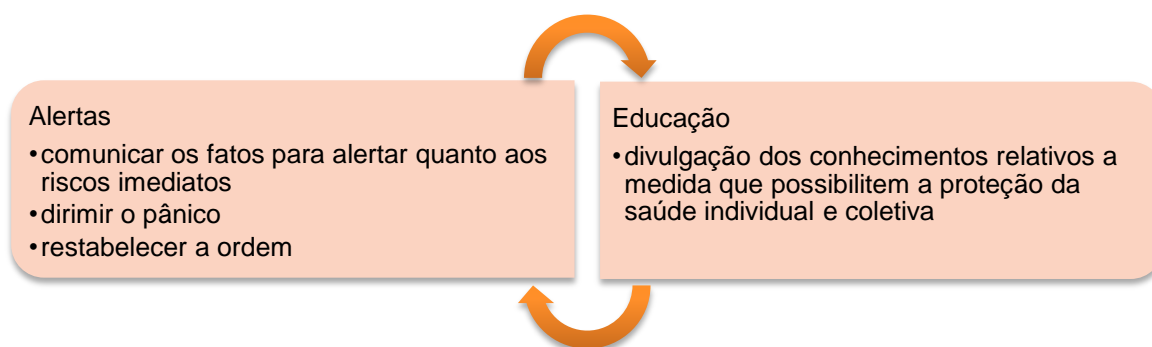 Alertas
•comunicar os fatos para alertar quanto aos
riscos imediatos
•dirimir o pânico
•restabelecer a ordem
Educação
•divulgação dos conhecimentos relativos a
medida que possibilitem a proteção da
saúde individual e coletiva